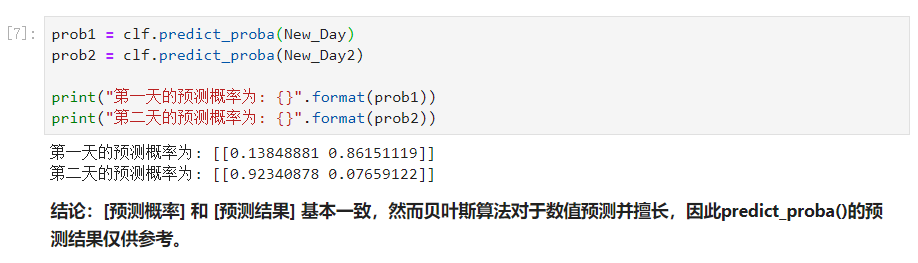 [7]: prob1 = clf.predict_proba(New_Day)
prob2 = clf.predict_proba(New_Day2)
print("第一天的预测概率为: {}".format(prob1))
print("第二天的预测概率为: {}".format(prob2))
第一天的预测概率为: [[0.13848881 0.86151119]]
第二天的预测概率为: [[0.92340878 0.07659122]]
结论：[预测概率] 和 [预测结果] 基本一致，然而贝叶斯算法对于数值预测并擅长，因此predict_proba()的预
测结果仅供参考。